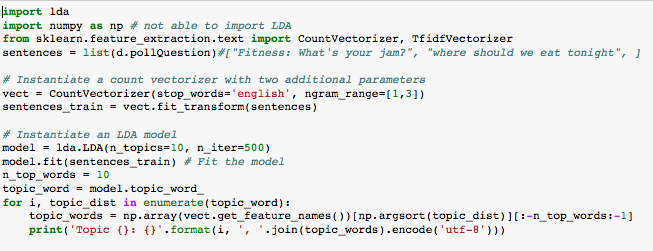 import lda
import numpy as np # not able to import LDA
from sklearn.feature_extraction.text import CountVectorizer, TfidfVectorizer
sentences = list(d.pollQuestion)#["Fitness: What's your jam?", "where should we eat tonight", ]

# Instantiate a count vectorizer with two additional parameters
vect = CountVectorizer(stop_words='english', ngram_range=[1,3])
sentences_train = vect.fit_transform(sentences)

# Instantiate an LDA model
model = lda.LDA(n_topics=10, n_iter=500)
model.fit(sentences_train) # Fit the model
n_top_words = 10
topic_word = model.topic_word_
for i, topic_dist in enumerate(topic_word):
    topic_words = np.array(vect.get_feature_names())[np.argsort(topic_dist)][:-n_top_words:-1]
    print('Topic {}: {}'.format(i, ', '.join(topic_words).encode('utf-8')))